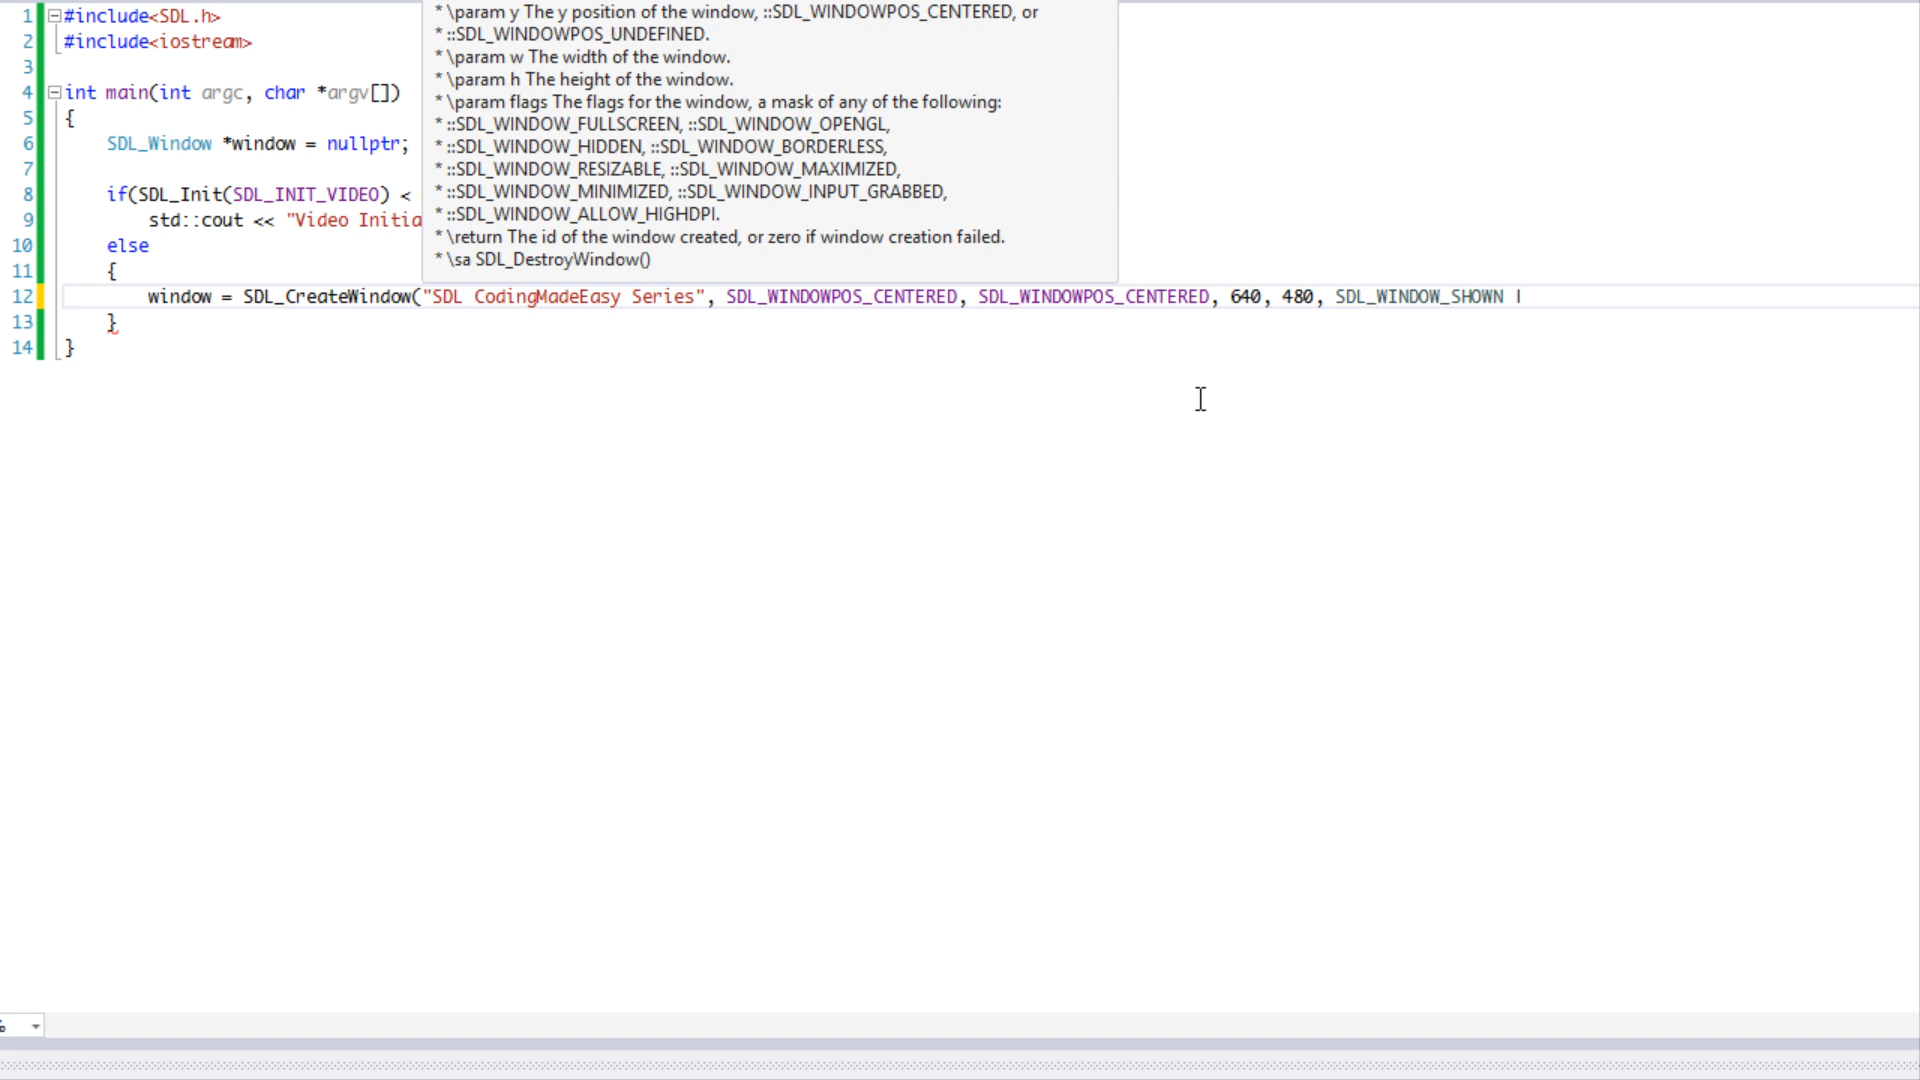 1 #include<SDL.h>
2 #include<iostream>
3
4 int main(int argc, char *argv[])
5 {
6 SDL_Window *window = nullptr;
7
8 if(SDL_Init(SDL_INIT_VIDEO) <
9 std::cout << "Video Initia
10 else
11 {
12 window = SDL_CreateWindow("SDL CodingMadeEasy Series", SDL_WINDOWPOS_CENTERED, SDL_WINDOWPOS_CENTERED, 640, 480, SDL_WINDOW_SHOWN |
13 }
14 }
* \param y The y position of the window, ::SDL_WINDOWPOS_CENTERED, or
* ::SDL_WINDOWPOS_UNDEFINED.
* \param w The width of the window.
* \param h The height of the window.
* \param flags The flags for the window, a mask of any of the following:
* ::SDL_WINDOW_FULLSCREEN, ::SDL_WINDOW_OPENGL,
* ::SDL_WINDOW_HIDDEN, ::SDL_WINDOW_BORDERLESS,
* ::SDL_WINDOW_RESIZABLE, ::SDL_WINDOW_MAXIMIZED,
* ::SDL_WINDOW_MINIMIZED, ::SDL_WINDOW_INPUT_GRABBED,
* ::SDL_WINDOW_ALLOW_HIGHDPI.
* \return The id of the window created, or zero if window creation failed.
* \sa SDL_DestroyWindow()
%